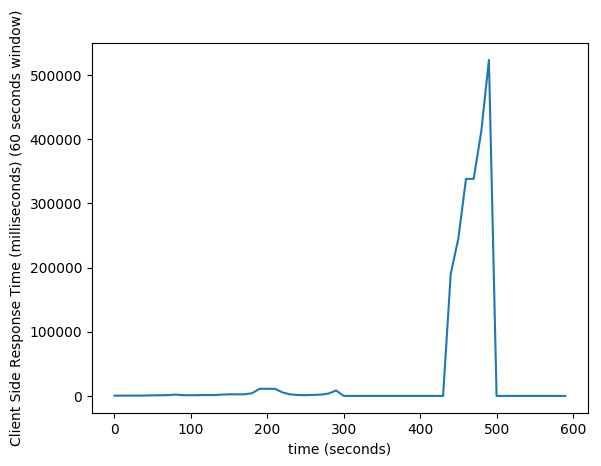 Client Side Response Time (milliseconds) (60 seconds window)
500000
400000
300000
200000
100000
0
0 100 200 300 400 500 600
time (seconds)